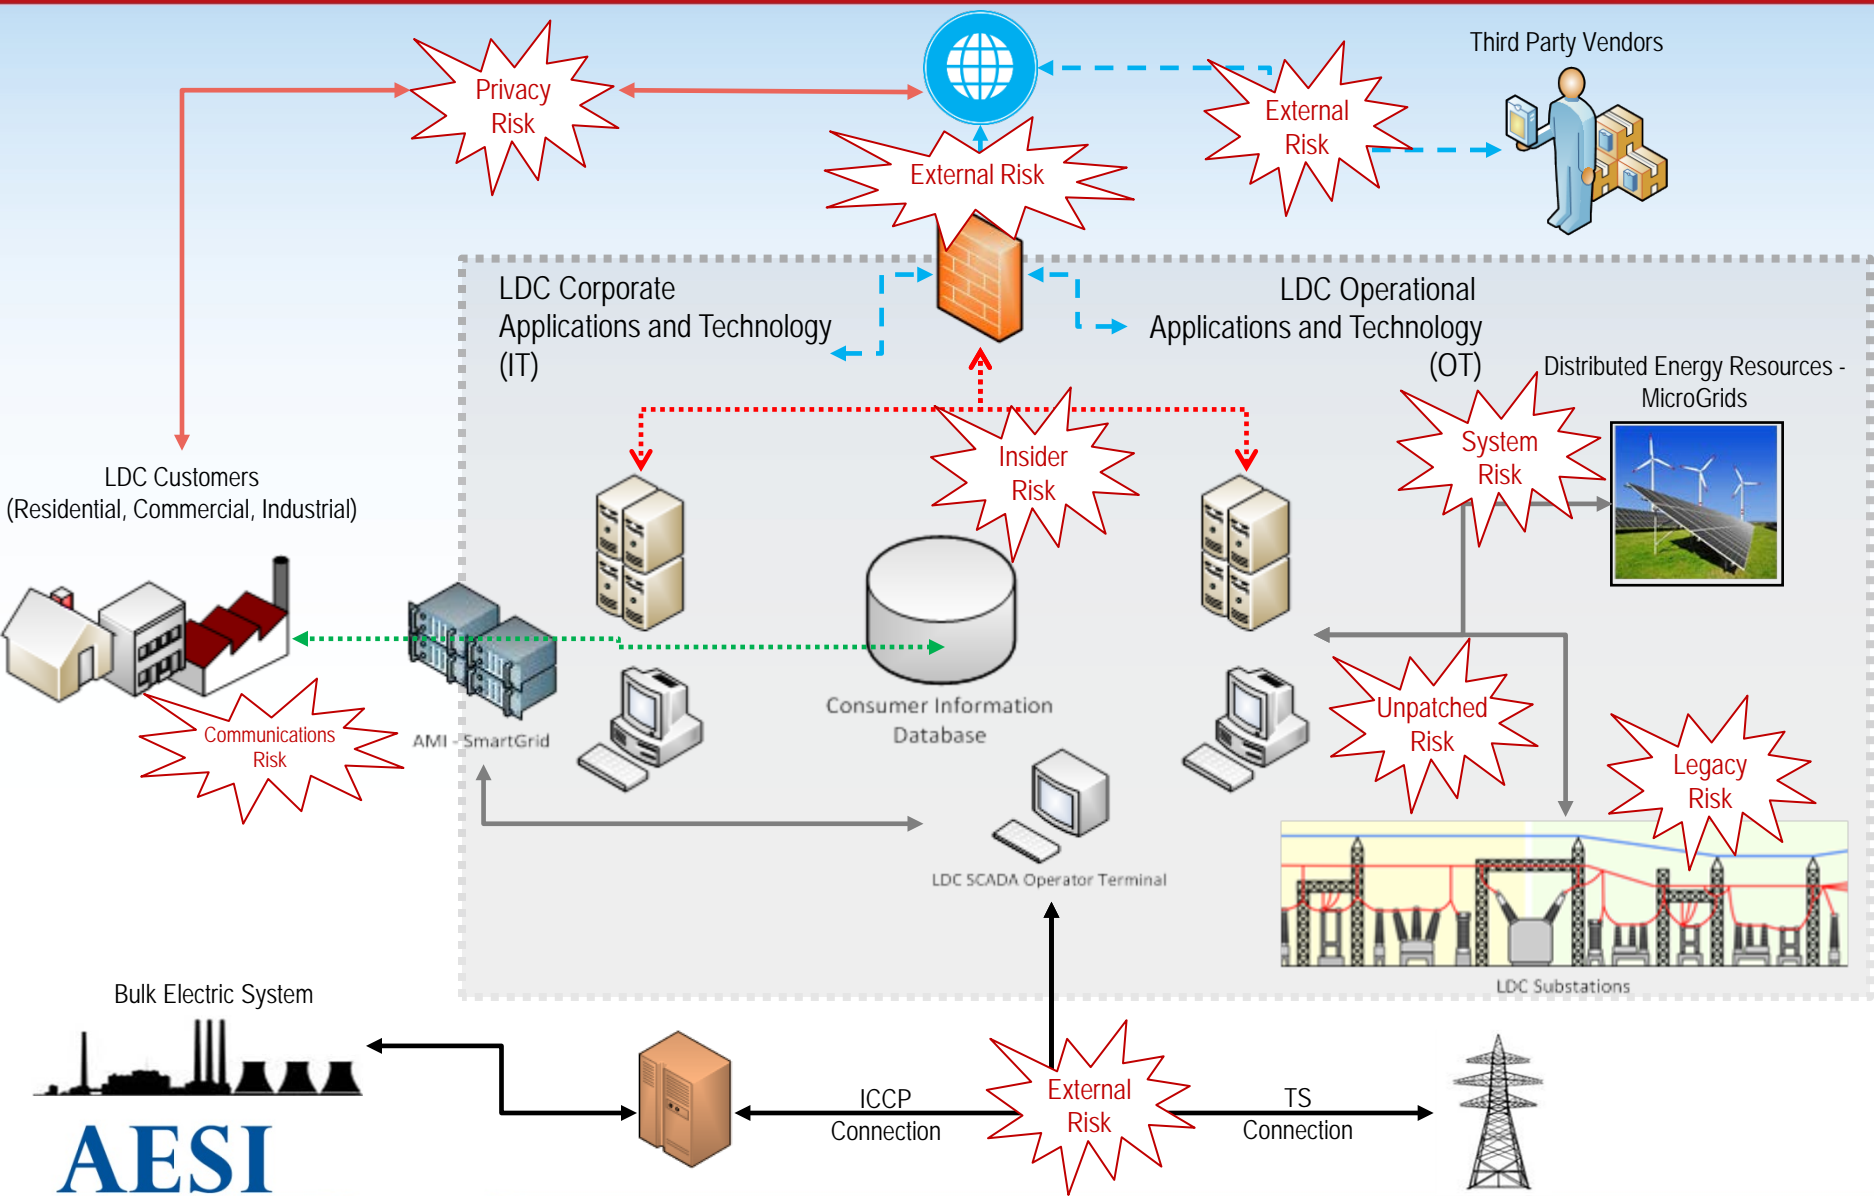 Third Party Vendors
Privacy
Risk
External
Risk
External Risk
LDC Corporate
Applications and Technology
(IT)
LDC Operational
Applications and Technology
(OT)
Distributed Energy Resources -
MicroGrids
System
Risk
Insider
Risk
LDC Customers
(Residential, Commercial, Industrial)
Communications
Risk
AMI - SmartGrid
Consumer Information
Database
Unpatched
Risk
Legacy
Risk
LDC SCADA Operator Terminal
LDC Substations
Bulk Electric System
ICCP
Connection
External
Risk
TS
Connection
AESI